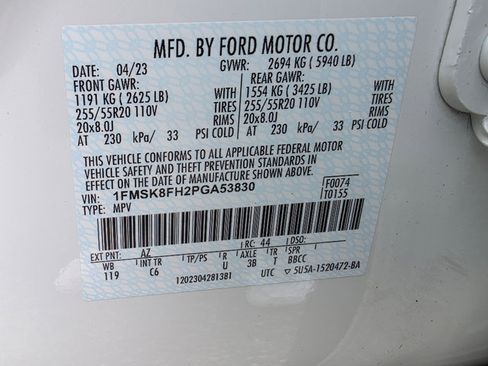 MFD. BY FORD MOTOR CO.
DATE: 04/23 GVWR: 2694 KG ( 5940 LB)
FRONT GAWR: REAR GAWR:
1191 KG ( 2625 LB) WITH 1554 KG ( 3425 LB) WITH
255/55R20 110V TIRES 255/55R20 110V TIRES
20x8.0J RIMS 20x8.0J RIMS
AT 230 kPa/ 33 PSI COLD AT 230 kPa/ 33 PSI COLD
THIS VEHICLE CONFORMS TO ALL APPLICABLE FEDERAL MOTOR
VEHICLE SAFETY AND THEFT PREVENTION STANDARDS IN
EFFECT ON THE DATE OF MANUFACTURE SHOWN ABOVE.
VIN: 1FMSK8FH2PGA53830 F0074
TYPE: MPV T0155
EXT PNT: AZ RC: 44 DSO:
WB INT TR TP/PS R AXLE TR SPR
119 C6 U 3B T BBCC
1202304281381 UTC 5U5A-1520472-BA